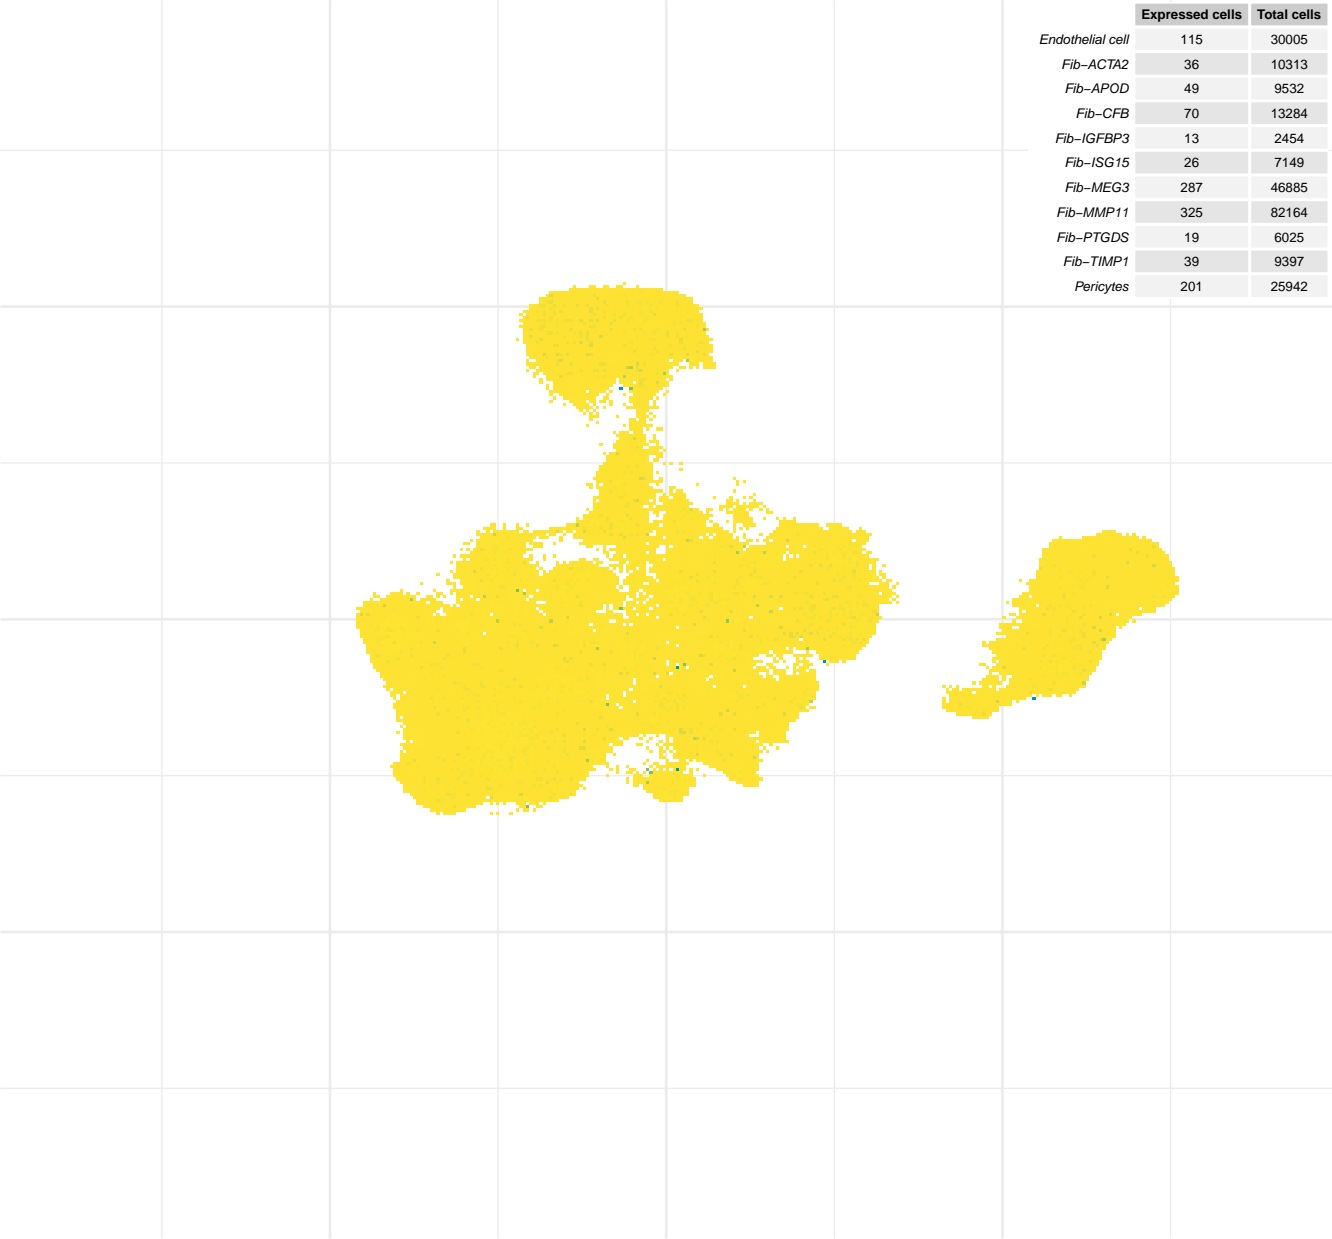 Expressed cells Total cells
Endothelial cell 115 30005
Fib−ACTA2 36 10313
Fib−APOD 49 9532
Fib−CFB 70 13284
Fib−IGFBP3 13 2454
Fib−ISG15 26 7149
Fib−MEG3 287 46885
Fib−MMP11 325 82164
Fib−PTGDS 19 6025
Fib−TIMP1 39 9397
Pericytes 201 25942